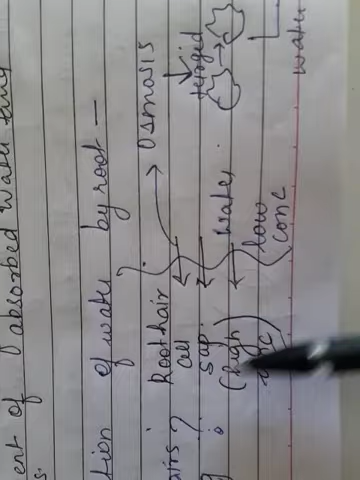 ent of absorbed water
s.
tion of water by root —
airs? Root hair
cell Osmosis
sap. turgid
(high water
conc) low
conc
water